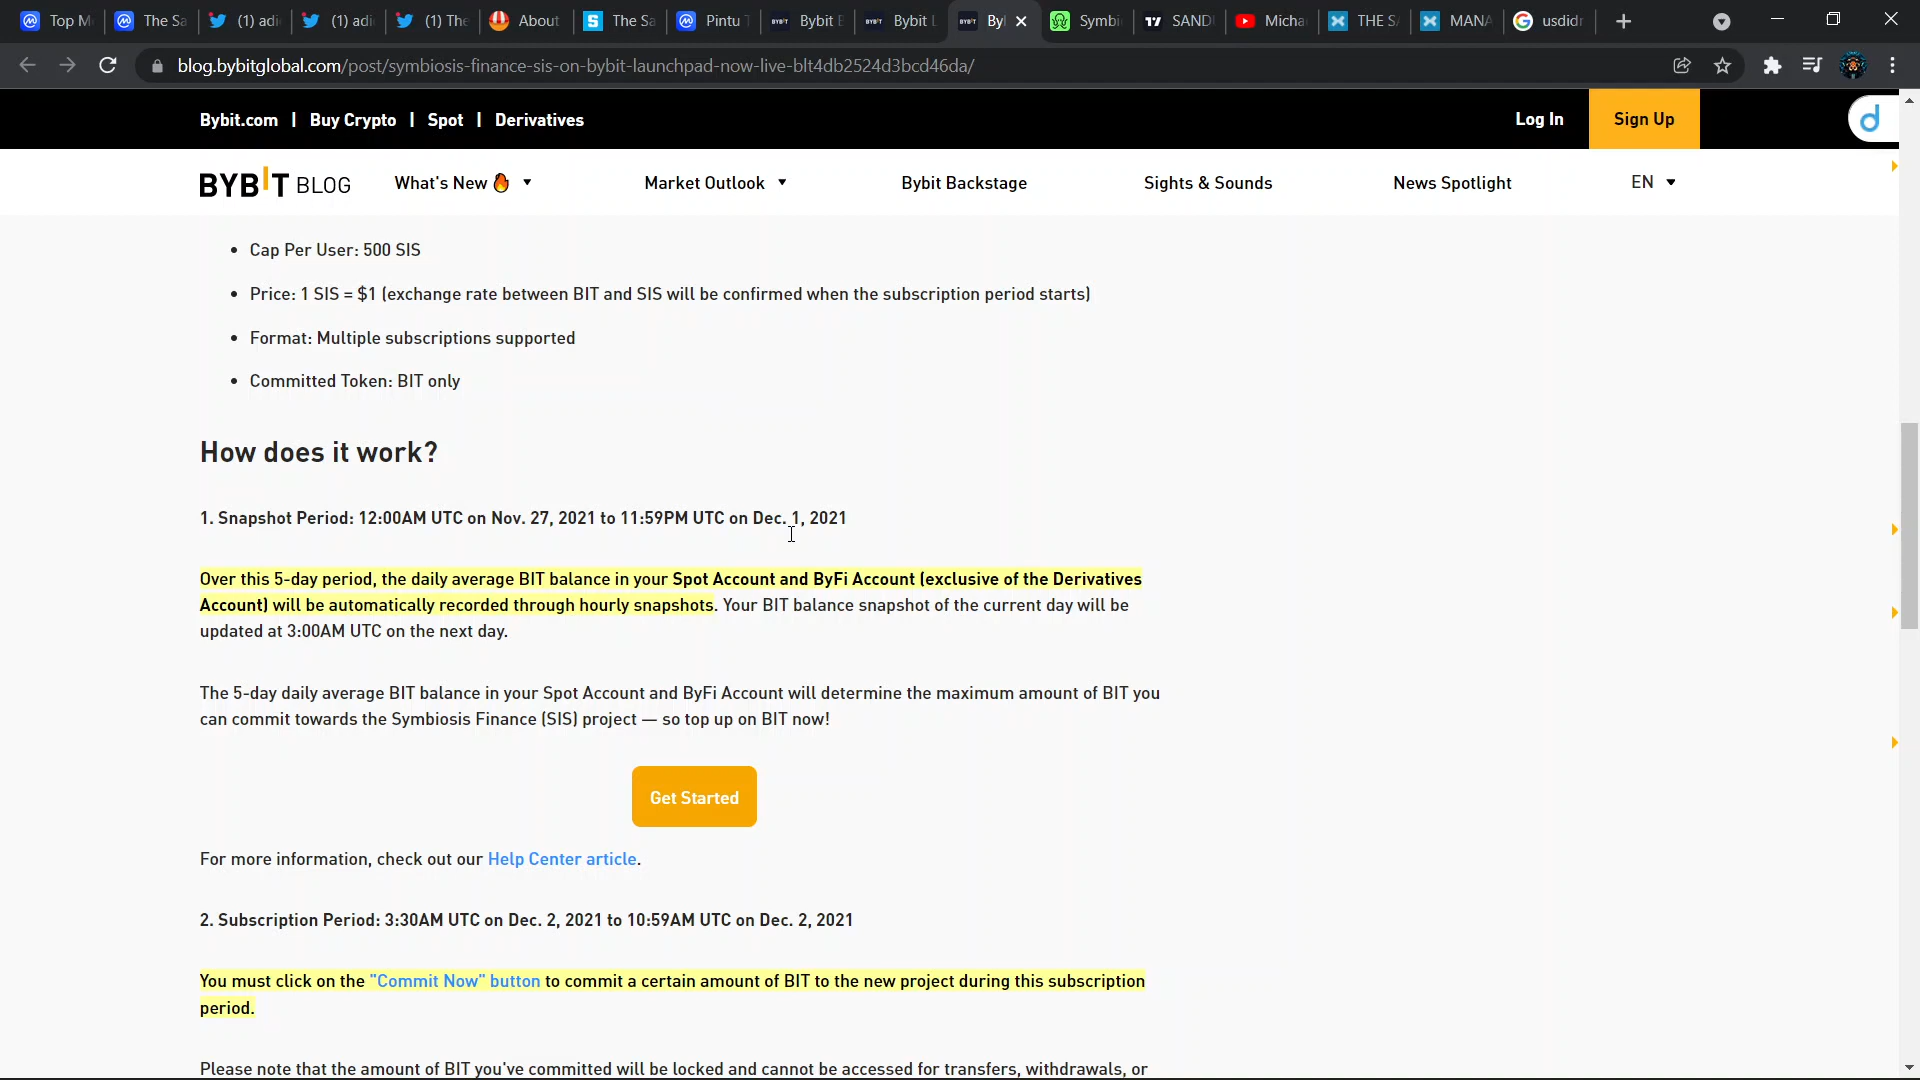 Top M
The Sa
(1) adi
(1) adi
(1) The
About
The Sa
Pintu T
Bybit E
Bybit L
By
Symbi
SANDU
Micha
THE SA
MANA
usdidr
blog.bybitglobal.com/post/symbiosis-finance-sis-on-bybit-launchpad-now-live-blt4db2524d3bcd46da/
Bybit.com | Buy Crypto | Spot | Derivatives
Log In
Sign Up
BYBIT BLOG
What's New🔥
Market Outlook
Bybit Backstage
Sights & Sounds
News Spotlight
EN
• Cap Per User: 500 SIS
• Price: 1 SIS = $1 (exchange rate between BIT and SIS will be confirmed when the subscription period starts)
• Format: Multiple subscriptions supported
• Committed Token: BIT only
How does it work?
1. Snapshot Period: 12:00AM UTC on Nov. 27, 2021 to 11:59PM UTC on Dec. 1, 2021
Over this 5-day period, the daily average BIT balance in your Spot Account and ByFi Account (exclusive of the Derivatives
Account) will be automatically recorded through hourly snapshots. Your BIT balance snapshot of the current day will be
updated at 3:00AM UTC on the next day.
The 5-day daily average BIT balance in your Spot Account and ByFi Account will determine the maximum amount of BIT you
can commit towards the Symbiosis Finance (SIS) project — so top up on BIT now!
Get Started
For more information, check out our Help Center article.
2. Subscription Period: 3:30AM UTC on Dec. 2, 2021 to 10:59AM UTC on Dec. 2, 2021
You must click on the "Commit Now" button to commit a certain amount of BIT to the new project during this subscription
period.
Please note that the amount of BIT you've committed will be locked and cannot be accessed for transfers, withdrawals, or